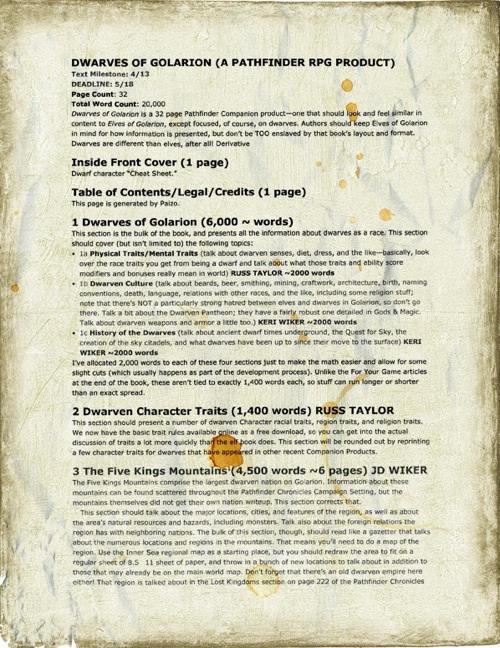 DWARVES OF GOLARION (A PATHFINDER RPG PRODUCT)
Text Milestone: 4/13
DEADLINE: 5/18
Page Count: 32
Total Word Count: 20,000
Dwarves of Golarion is a 32 page Pathfinder Companion product—one that should look and feel similar in
content to Elves of Golarion, except focused, of course, on dwarves. Authors should keep Elves of Golarion
in mind for how information is presented, but don't be TOO enslaved by that book's layout and format.
Dwarves are different than elves, after all! Derivative
Inside Front Cover (1 page)
Dwarf character "Cheat Sheet."
Table of Contents/Legal/Credits (1 page)
This page is generated by Paizo.
1 Dwarves of Golarion (6,000 ~ words)
This section is the bulk of the book, and presents all the information about dwarves as a race. This section
should cover (but isn't limited to) the following topics:
• 1a Physical Traits/Mental Traits (talk about dwarven senses, diet, dress, and the like—basically, look
over the race traits you get from being a dwarf and talk about what those traits and ability score
modifiers and bonuses really mean in world) RUSS TAYLOR ~2000 words
• 1b Dwarven Culture (talk about beards, beer, smithing, mining, craftwork, architecture, birth, naming
conventions, death, language, relations with other races, and the like, including some religion stuff;
note that there's NOT a particularly strong hatred between elves and dwarves in Golarion, so don't go
there. Talk a bit about the Dwarven Pantheon; they have a fairly robust one detailed in Gods & Magic.
Talk about dwarven weapons and armor a little too.) KERI WIKER ~2000 words
• 1c History of the Dwarves (talk about ancient dwarf times underground, the Quest for Sky, the
creation of the sky citadels, and what dwarves have been up to since their move to the surface) KERI
WIKER ~2000 words
I've allocated 2,000 words to each of these four sections just to make the math easier and allow for some
slight cuts (which usually happens as part of the development process). Unlike the For Your Game articles
at the end of the book, these aren't tied to exactly 1,400 words each, so stuff can run longer or shorter
than an exact spread.
2 Dwarven Character Traits (1,400 words) RUSS TAYLOR
This section should present a number of dwarven Character racial traits, region traits, and religion traits.
We now have the basic trait rules available online as a free download, so you can get into the actual
discussion of traits a lot more quickly than the elf book does. This section will be rounded out by reprinting
a few character traits for dwarves that have appeared in other recent Companion Products.
3 The Five Kings Mountains (4,500 words ~6 pages) JD WIKER
The Five Kings Mountains comprise the largest dwarven nation on Golarion. Information about these
mountains can be found scattered throughout the Pathfinder Chronicles Campaign Setting, but the
mountains themselves did not get their own nation writeup. This section corrects that.
This section should talk about the major locations, cities, and features of the region, as well as about
the area's natural resources and hazards, including monsters. Talk also about the foreign relations the
region has with neighboring nations. The bulk of this section, though, should read like a gazetteer that talks
about the numerous locations and regions in the mountains. That means you'll need to do a map of the
region. Use the Inner Sea regional map as a starting place, but you should redraw the area to fit on a
regular sheet of 8.5 11 sheet of paper, and throw in a bunch of new locations to talk about in addition to
those that may already be on the main world map. Don't forget that there's an old dwarven empire here
either! That region is talked about in the Lost Kingdoms section on page 222 of the Pathfinder Chronicles